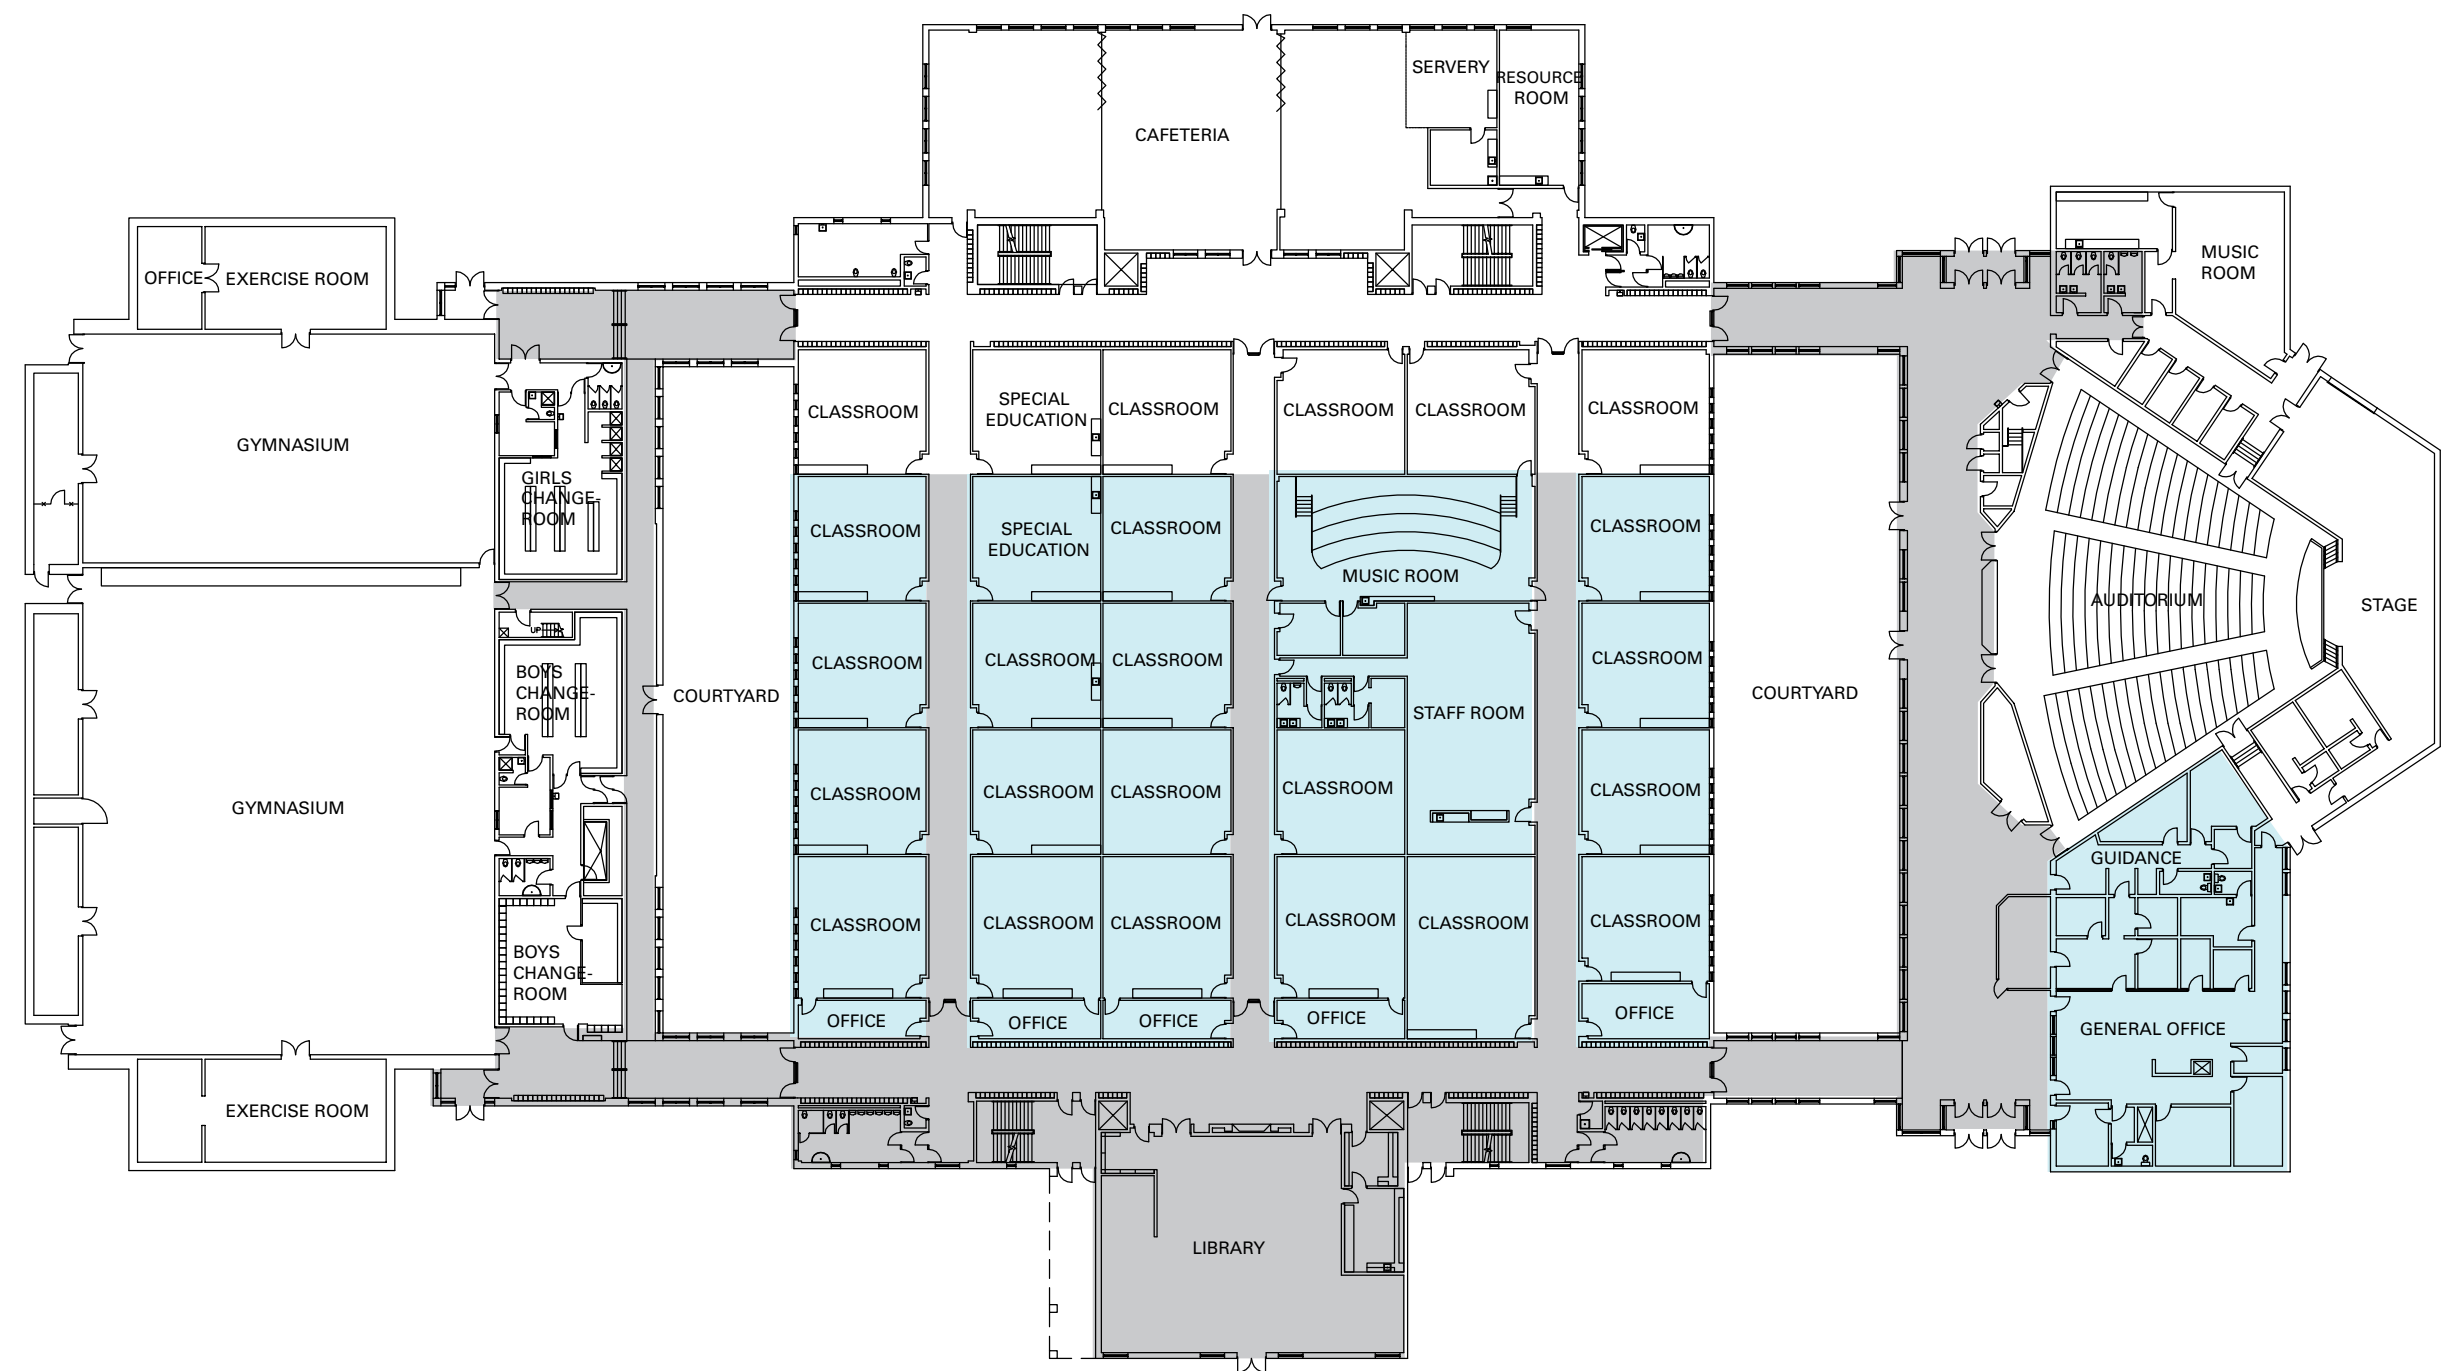 SERVERY
RESOURCE
ROOM
CAFETERIA
OFFICE
EXERCISE ROOM
MUSIC
ROOM
GYMNASIUM
GIRLS
CHANGE-
ROOM
CLASSROOM
SPECIAL
EDUCATION
CLASSROOM
CLASSROOM
CLASSROOM
CLASSROOM
CLASSROOM
SPECIAL
EDUCATION
CLASSROOM
MUSIC ROOM
CLASSROOM
AUDITORIUM
STAGE
UP
BOYS
CHANGE-
ROOM
COURTYARD
CLASSROOM
CLASSROOM
CLASSROOM
STAFF ROOM
CLASSROOM
COURTYARD
GYMNASIUM
CLASSROOM
CLASSROOM
CLASSROOM
CLASSROOM
CLASSROOM
GUIDANCE
BOYS
CHANGE-
ROOM
CLASSROOM
CLASSROOM
CLASSROOM
CLASSROOM
CLASSROOM
CLASSROOM
OFFICE
OFFICE
OFFICE
OFFICE
OFFICE
GENERAL OFFICE
EXERCISE ROOM
LIBRARY